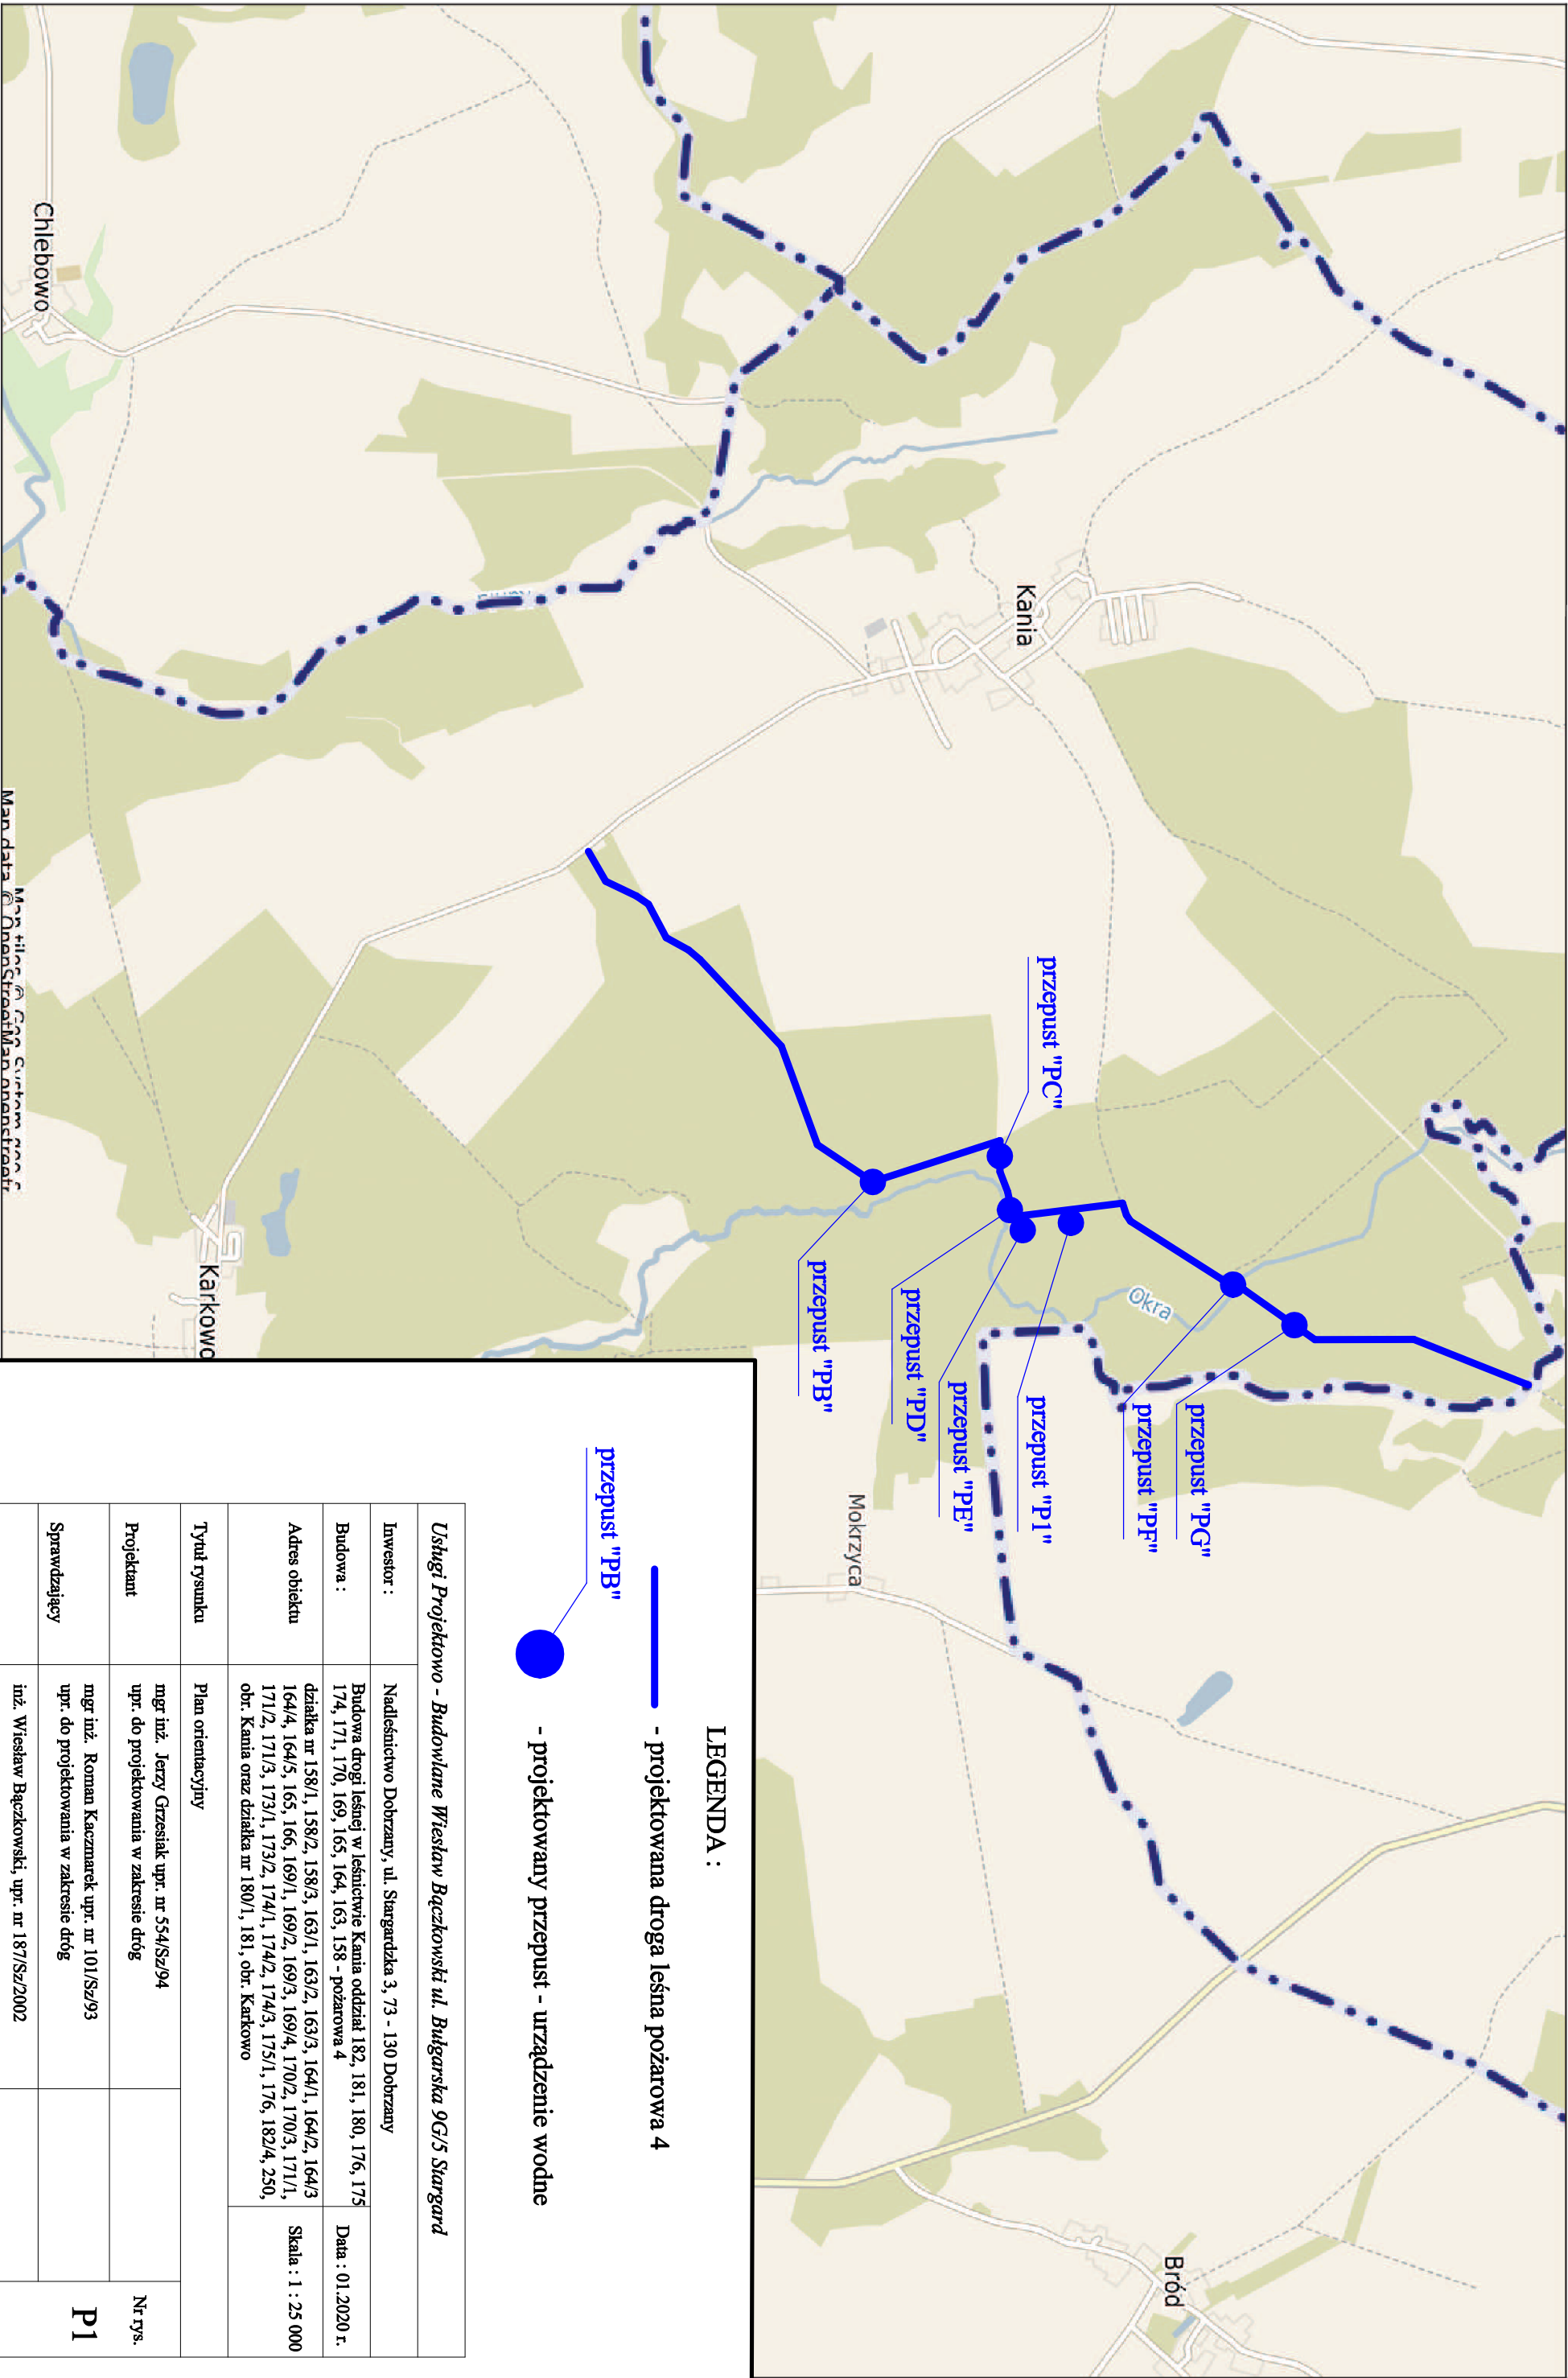 Chlebowo
Kania
Karkowo
Mokrzyca
Bród
Okra
przepust "PC"
przepust "PB"
przepust "PD"
przepust "PE"
przepust "P1"
przepust "PF"
przepust "PG"
LEGENDA :
- projektowana droga leśna pożarowa 4
przepust "PB"
- projektowany przepust - urządzenie wodne
Usługi Projektowo - Budowlane Wiesław Bączkowski ul. Bułgarska 9G/5 Stargard
Inwestor :
Nadleśnictwo Dobrzany, ul. Stargardzka 3, 73 - 130 Dobrzany
Budowa :
Budowa drogi leśnej w leśnictwie Kania oddział 182, 181, 180, 176, 175
174, 171, 170, 169, 165, 164, 163, 158 - pożarowa 4
Data : 01.2020 r.
Adres obiektu
działka nr 158/1, 158/2, 158/3, 163/1, 163/2, 163/3, 164/1, 164/2, 164/3
164/4, 164/5, 165, 166, 169/1, 169/2, 169/3, 169/4, 170/2, 170/3, 171/1,
171/2, 171/3, 173/1, 173/2, 174/1, 174/2, 174/3, 175/1, 176, 182/4, 250,
obr. Kania oraz działka nr 180/1, 181, obr. Karkowo
Skala : 1 : 25 000
Tytuł rysunku
Plan orientacyjny
Projektant
mgr inż. Jerzy Grzesiak upr. nr 554/Sz/94
upr. do projektowania w zakresie dróg
Nr rys.
Sprawdzający
mgr inż. Roman Kaczmarek upr. nr 101/Sz/93
upr. do projektowania w zakresie dróg
P1
inż. Wiesław Bączkowski, upr. nr 187/Sz/2002
Map tiles © Geo System
Map data © OpenStreetMap